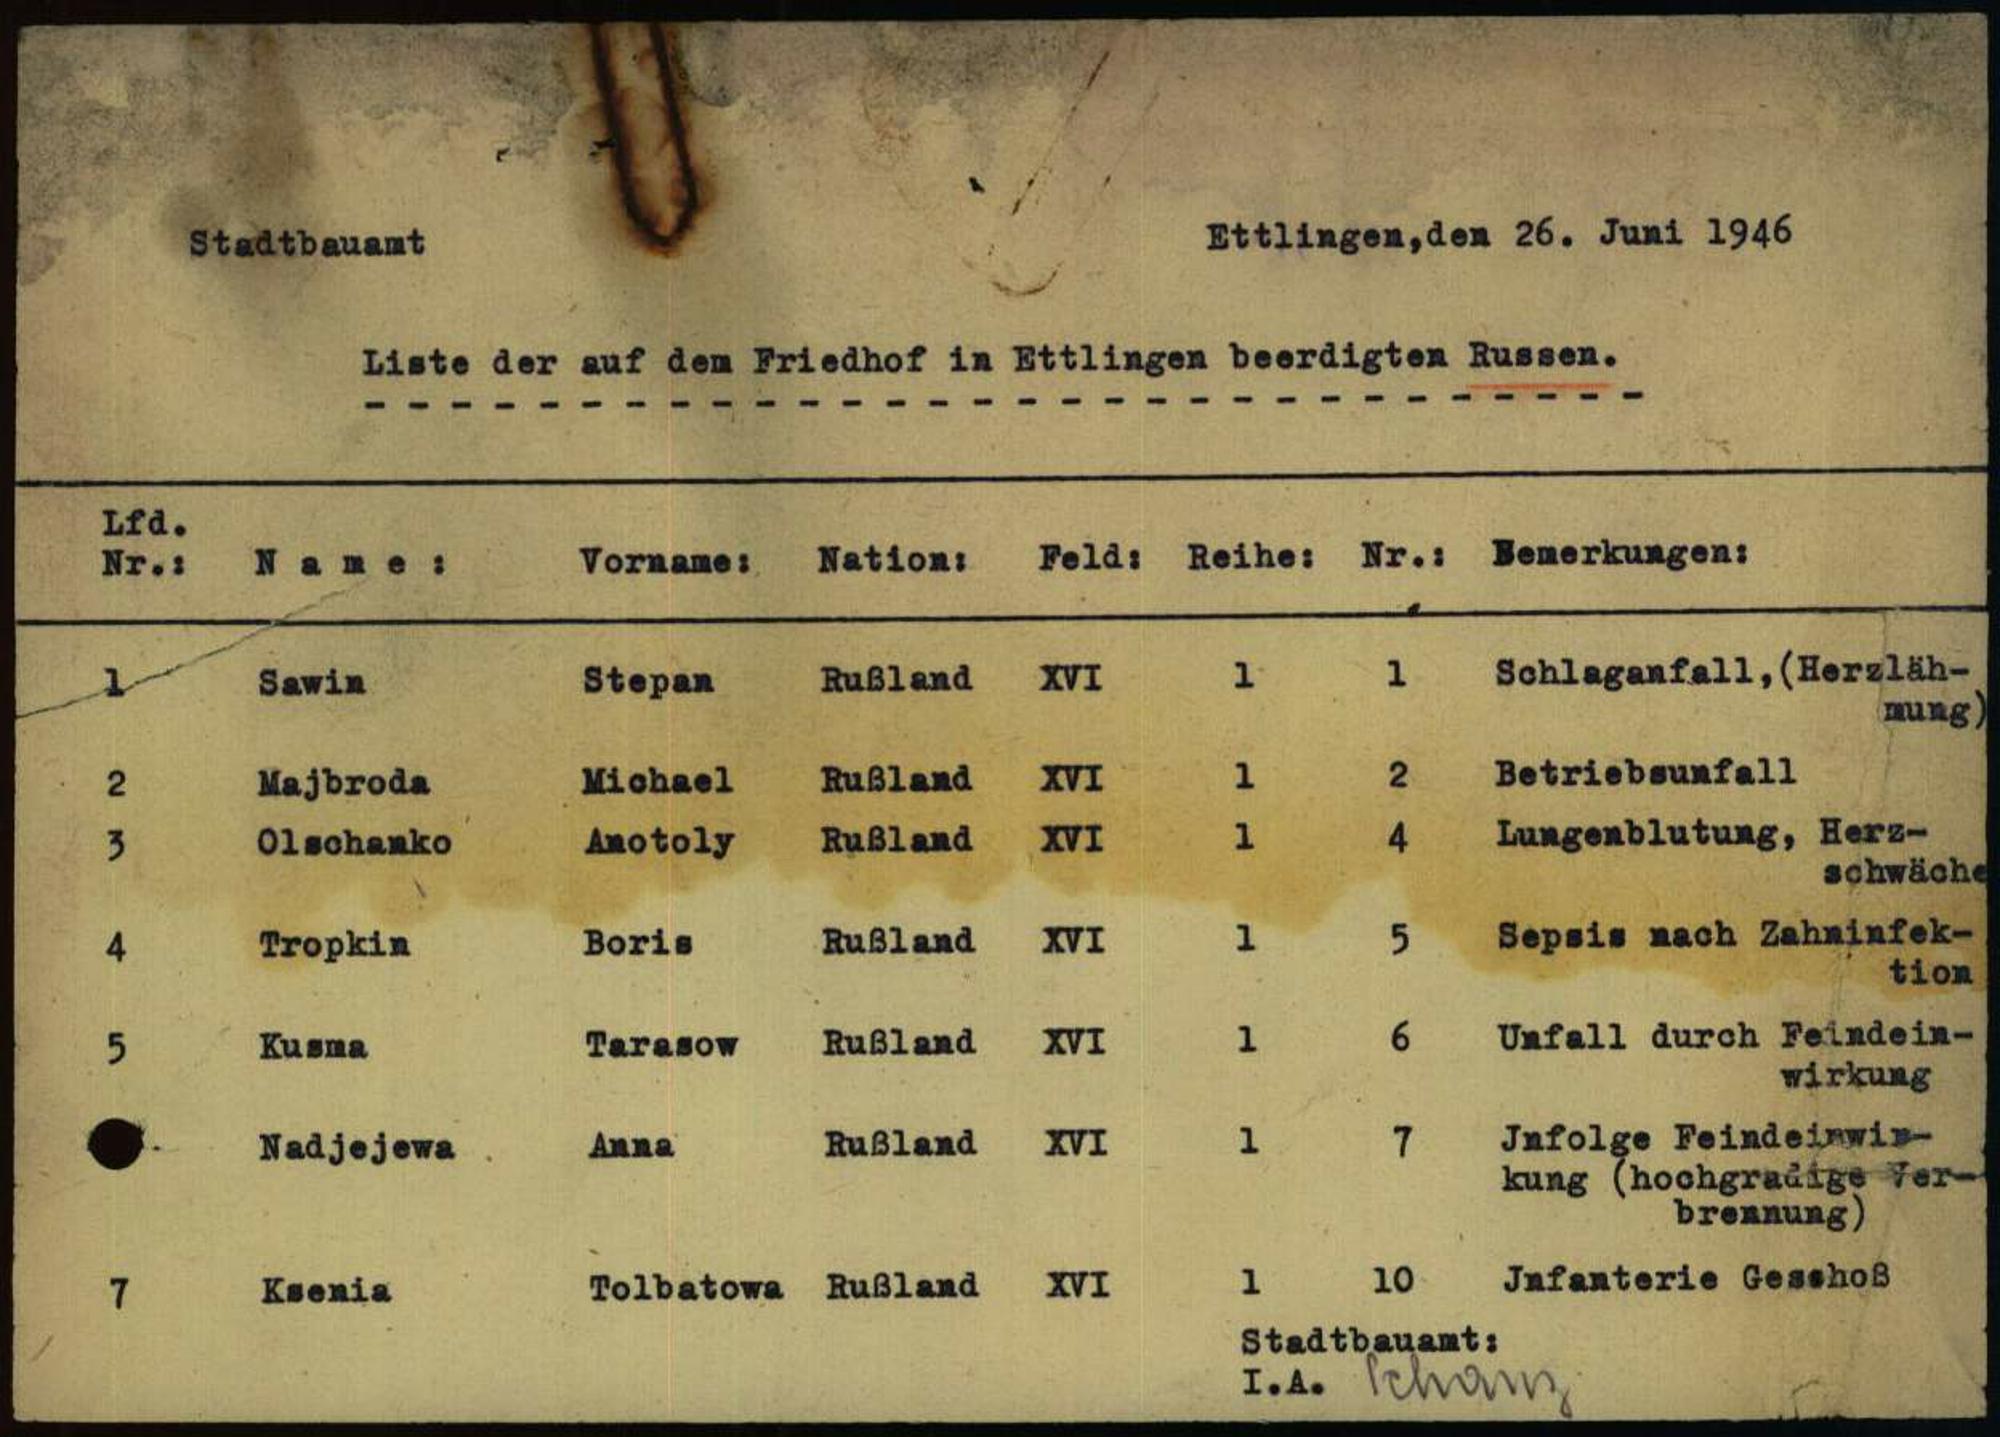 Stadtbauamt Ettlingen,den 26. Juni 1946
Liste der auf dem Friedhof in Ettlingen beerdigten Russen.
- - - - - - - - - - - - - - - - - - - - - - - - - - - - - -
Lfd.
Nr.: N a m e : Vorname: Nation: Feld: Reihe: Nr.: Bemerkungen:
1 Sawin Stepan Rußland XVI 1 1 Schlaganfall,(Herzläh-
mung)
2 Majbroda Michael Rußland XVI 1 2 Betriebsunfall
3 Olschanko Anotoly Rußland XVI 1 4 Lungenblutung, Herz-
schwäche
4 Tropkin Boris Rußland XVI 1 5 Sepsis nach Zahninfek-
tion
5 Kusma Tarasow Rußland XVI 1 6 Unfall durch Feindein-
wirkung
Nadjejewa Anna Rußland XVI 1 7 Jnfolge Feindeinwir-
kung (hochgradige Ver-
brennung)
7 Ksenia Tolbatowa Rußland XVI 1 10 Jnfanterie Geschoß
Stadtbauamt:
I.A. Schanz